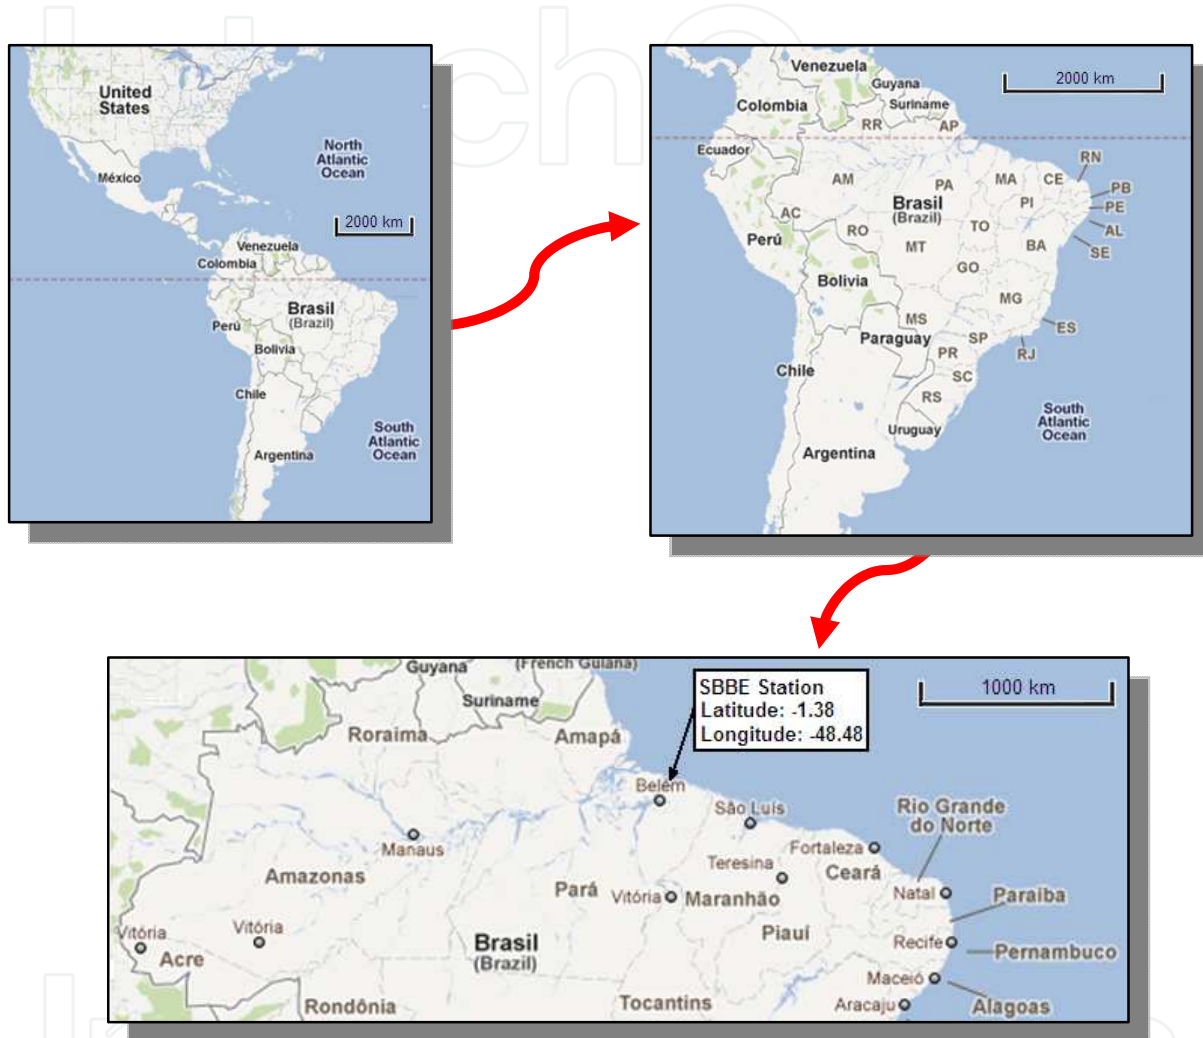 United
States
North
Atlantic
Ocean
México
2000 km
Venezuela
Colombia
Brasil
(Brazil)
Perú
Bolivia
Chile
South
Atlantic
Ocean
Argentina
Venezuela
2000 km
Guyana
Colombia
Suriname
RR
AP
Ecuador
RN
AM
PA
MA
CE
PB
Brasil
(Brazil)
PI
PE
AC
TO
AL
RO
Perú
MT
BA
SE
GO
Bolivia
MG
MS
ES
Paraguay
SP
PR
RJ
Chile
SC
RS
South
Atlantic
Ocean
Uruguay
Argentina
Guyana
(French Guiana)
SBBE Station
Latitude: -1.38
Longitude: -48.48
1000 km
Suriname
Roraima
Amapá
Belém
São Luís
Rio Grande
do Norte
Manaus
Fortaleza
Teresina
Ceará
Amazonas
Pará
Vitória
Maranhão
Natal
Paraíba
Vitória
Vitória
Piauí
Brasil
(Brazil)
Recife
Pernambuco
Acre
Maceió
Rondônia
Tocantins
Aracaju
Alagoas